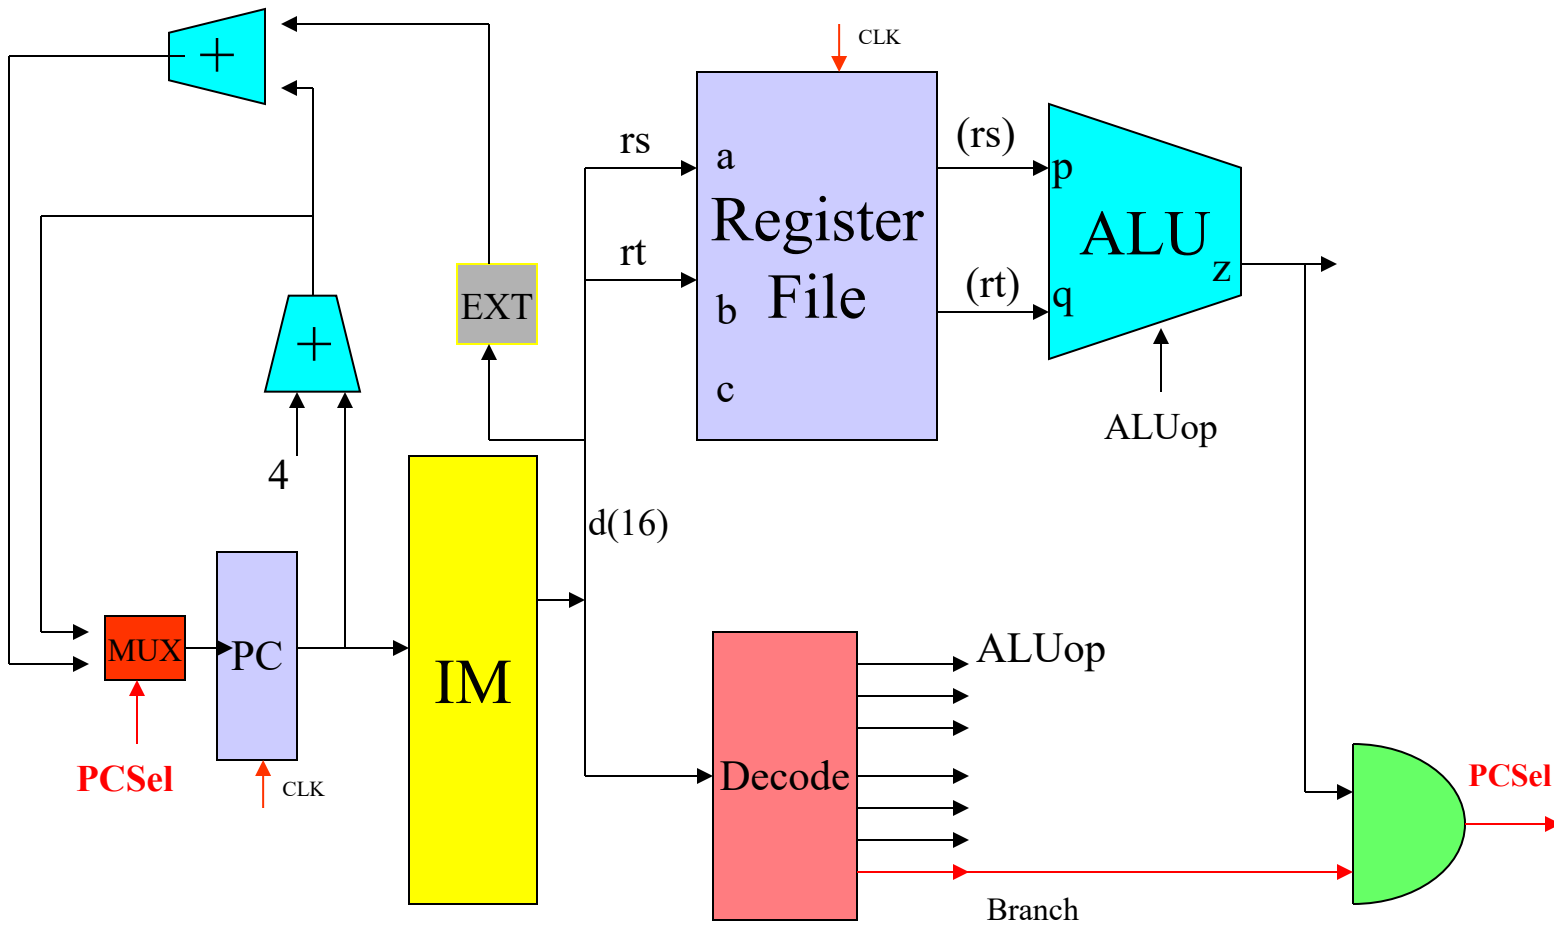 +
CLK
rs
a
(rs)
p
Register
ALU
rt
z
EXT
b
File
(rt)
q
+
c
ALUop
4
d(16)
MUX
PC
IM
ALUop
PCSel
CLK
Decode
PCSel
Branch